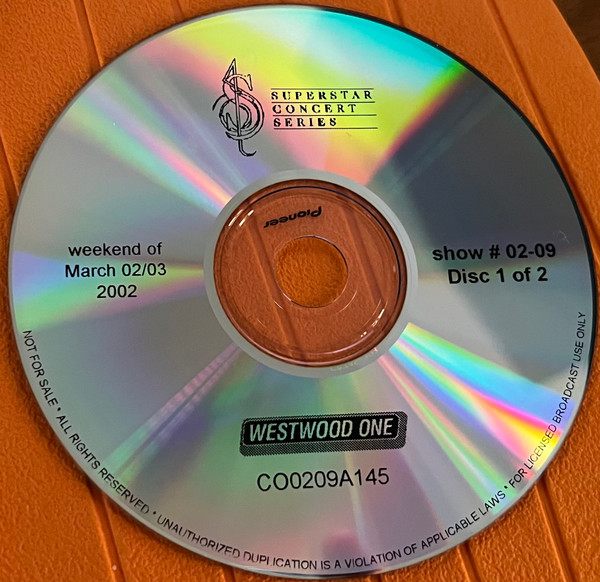 SUPERSTAR
CONCERT
SERIES
Pioneer
weekend of
March 02/03
2002
show # 02-09
Disc 1 of 2
WESTWOOD ONE
CO0209A145
NOT FOR SALE * ALL RIGHTS RESERVED * UNAUTHORIZED DUPLICATION IS A VIOLATION OF APPLICABLE LAWS * FOR LICENSED BROADCAST USE ONLY